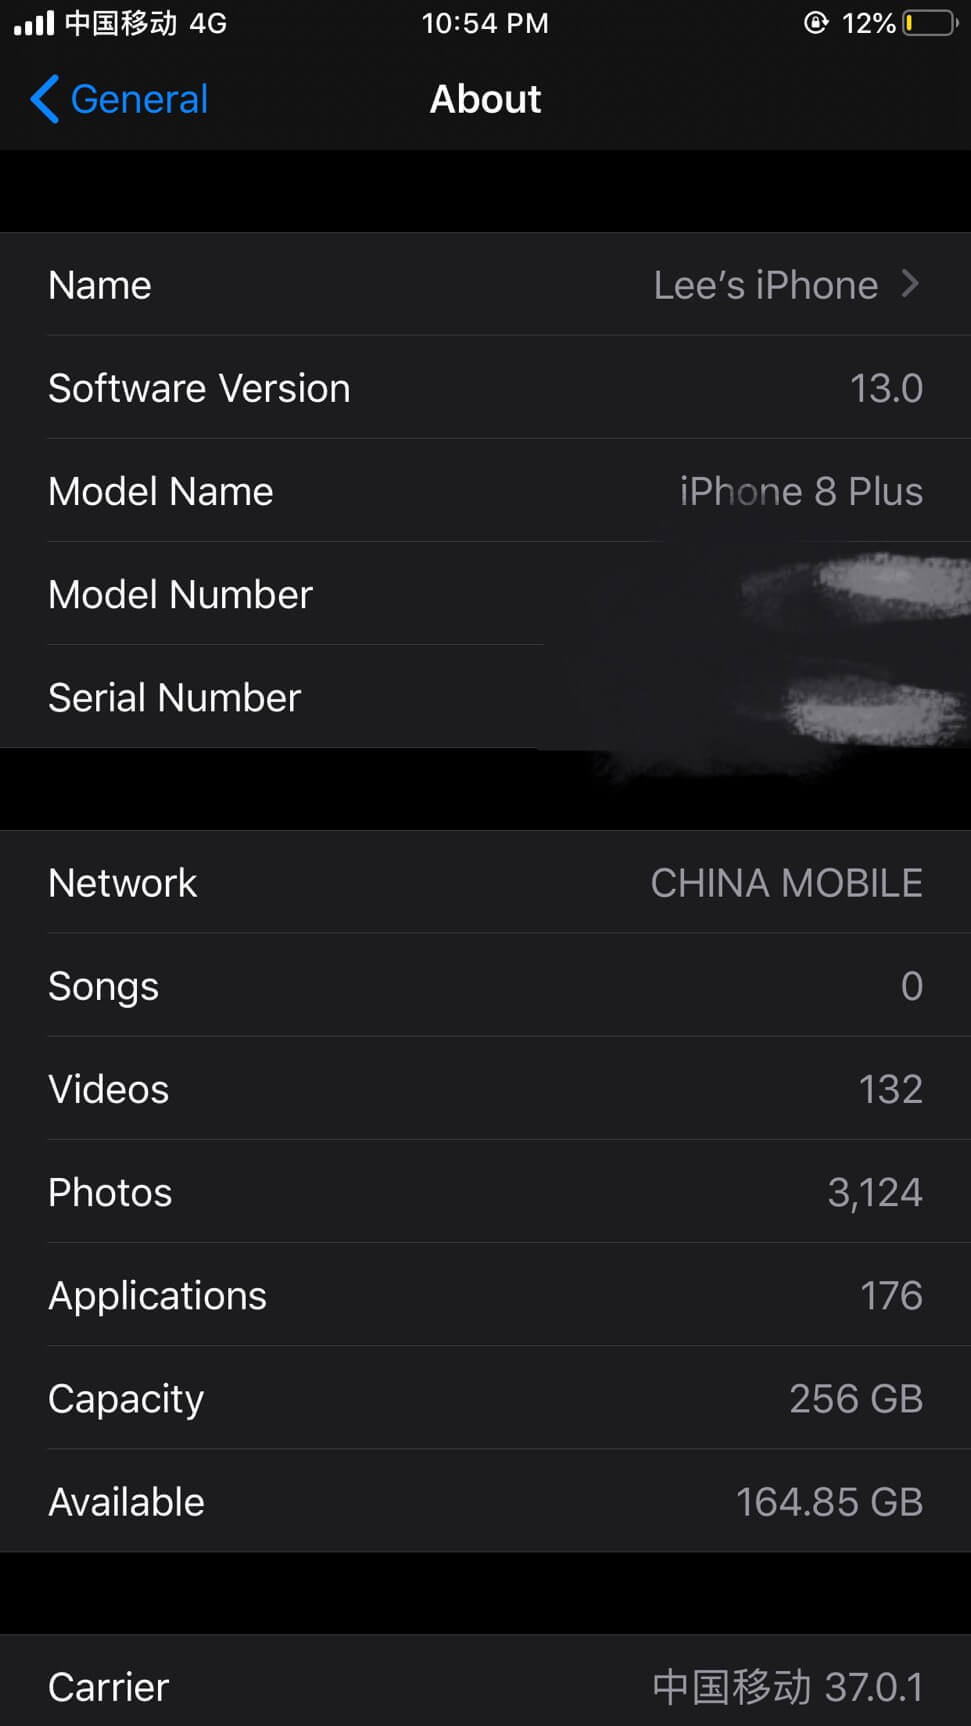 中国移动 4G 10:54 PM 12%
General About
Name Lee’s iPhone
Software Version 13.0
Model Name iPhone 8 Plus
Model Number
Serial Number
Network CHINA MOBILE
Songs 0
Videos 132
Photos 3,124
Applications 176
Capacity 256 GB
Available 164.85 GB
Carrier 中国移动 37.0.1